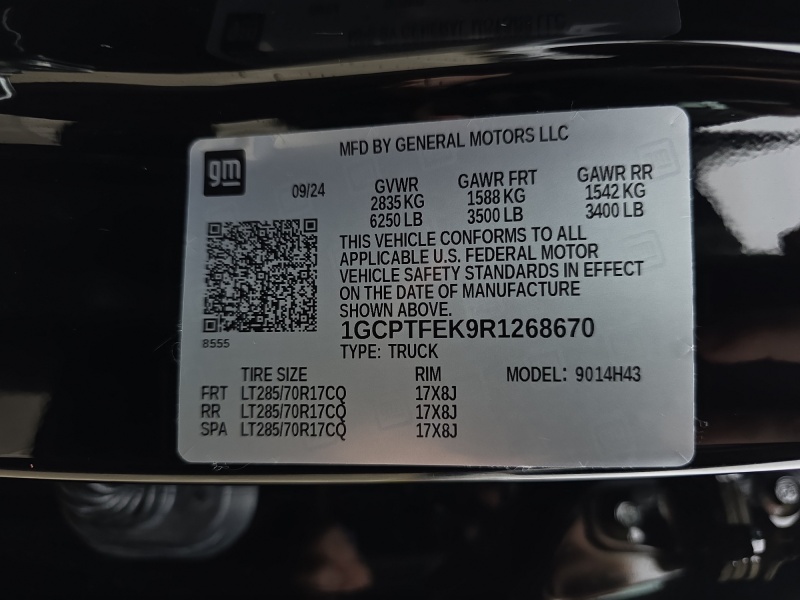 MFD BY GENERAL MOTORS LLC
gm
09/24
GVWR GAWR FRT GAWR RR
2835 KG 1588 KG 1542 KG
6250 LB 3500 LB 3400 LB
THIS VEHICLE CONFORMS TO ALL
APPLICABLE U.S. FEDERAL MOTOR
VEHICLE SAFETY STANDARDS IN EFFECT
ON THE DATE OF MANUFACTURE
SHOWN ABOVE.
1GCPTFEK9R1268670
8555
TYPE: TRUCK
TIRE SIZE RIM MODEL: 9014H43
FRT LT285/70R17CQ 17X8J
RR LT285/70R17CQ 17X8J
SPA LT285/70R17CQ 17X8J